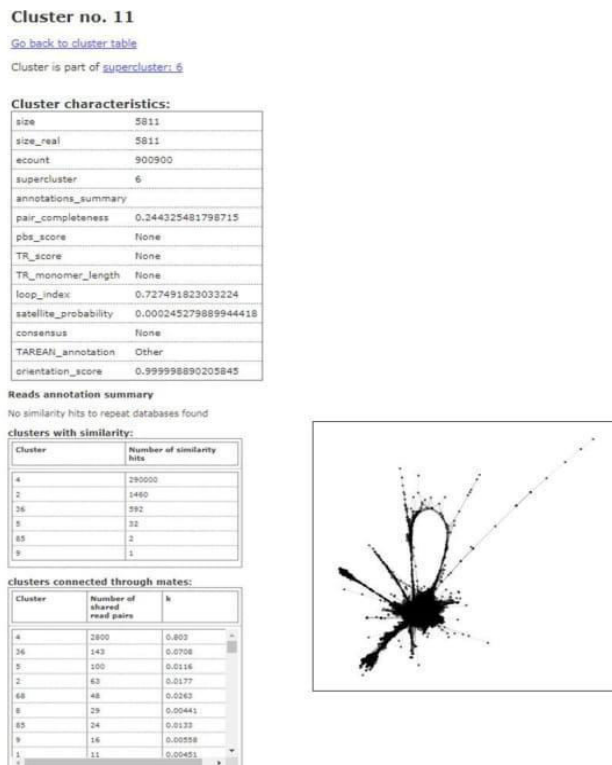 Cluster no. 11
Go back to cluster table
Cluster is part of supercluster: 6
Cluster characteristics:
size 5811
size_real 5811
ecount 900900
supercluster 6
annotations_summary
pair_completeness 0.244325481798715
pbs_score None
TR_score None
TR_monomer_length None
loop_index 0.727491823033224
satellite_probability 0.000245279889944418
consensus None
TAREAN_annotation Other
orientation_score 0.999998890205845
Reads annotation summary
No similarity hits to repeat databases found
clusters with similarity:
Cluster Number of similarity
hits
4 290000
2 1460
36 592
5 32
85 2
9 1
clusters connected through mates:
Cluster Number of k
shared
read pairs
4 2800 0.803
36 143 0.0708
5 100 0.0116
2 63 0.0177
68 48 0.0263
8 29 0.00441
85 24 0.0133
9 16 0.00558
1 11 0.00451